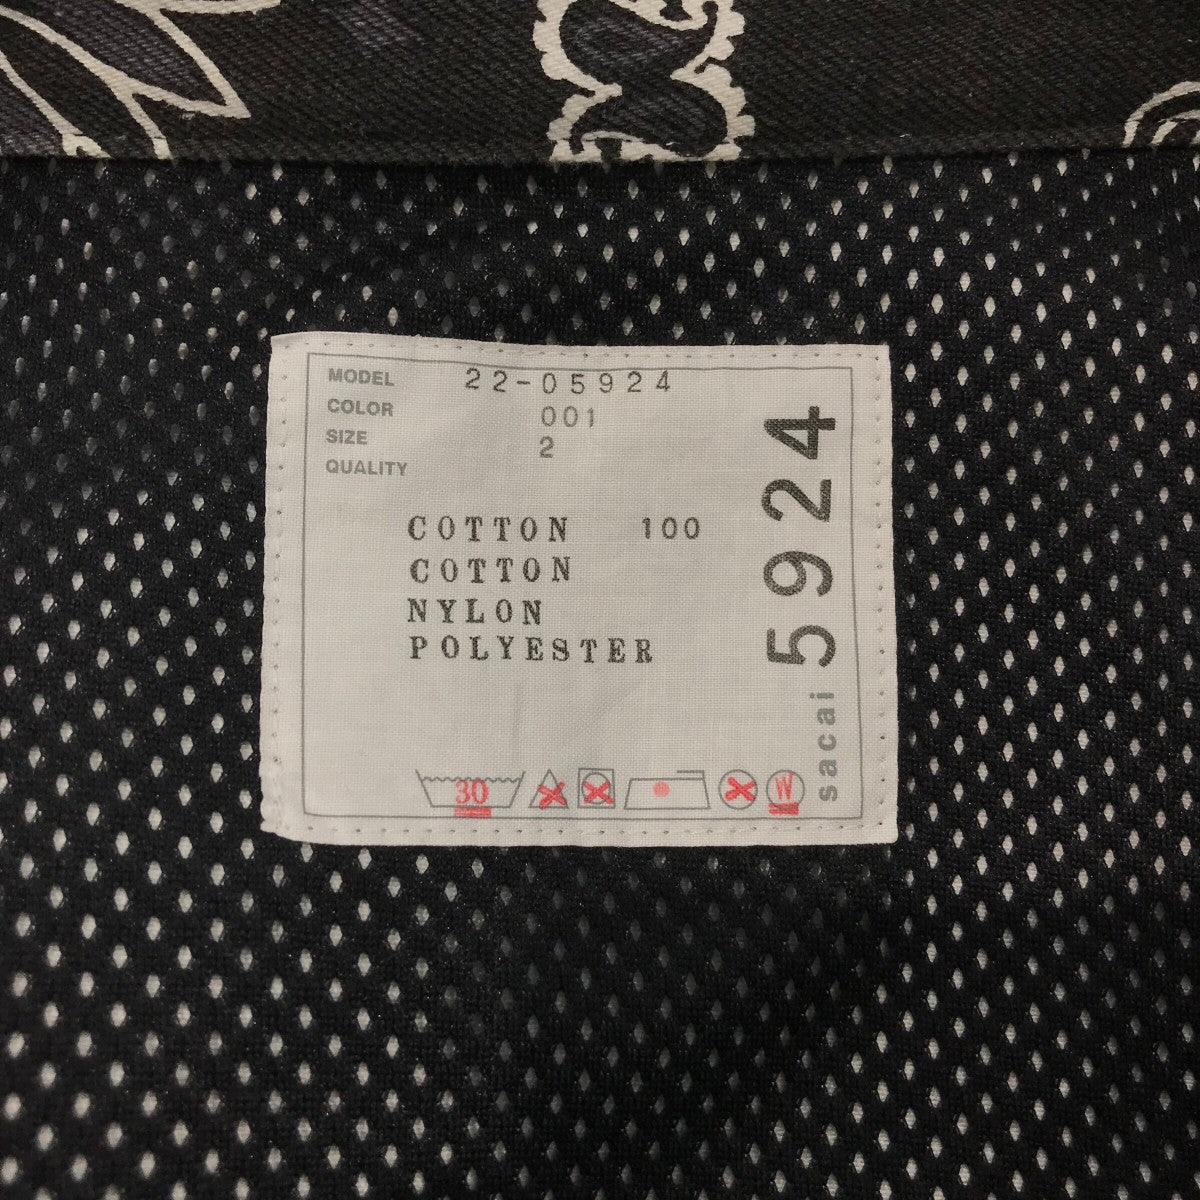 MODEL 22-05924
COLOR 001
SIZE 2
QUALITY
COTTON 100
COTTON
NYLON
POLYESTER
30
W
sacai 5924